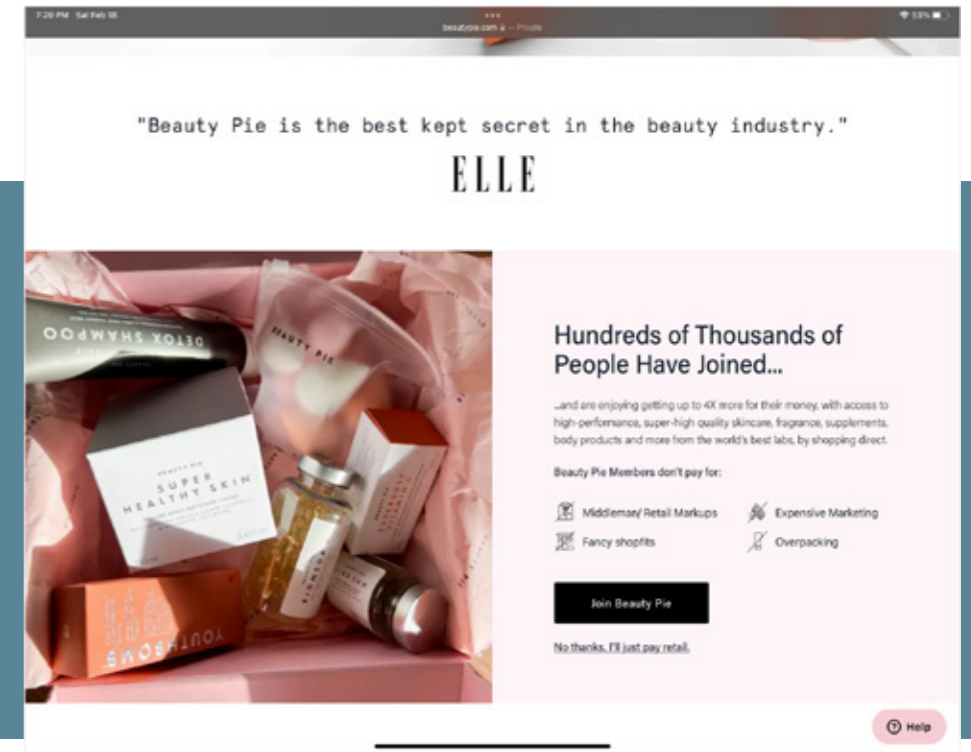 7:20 PM Sat Feb 18
53%
beautypie.com — Private
"Beauty Pie is the best kept secret in the beauty industry."
ELLE
DETOX SHAMPOO
BEAUTY PIE
BEAUTY PIE
SUPER
HEALTHY SKIN
YOUTHBOMB
Hundreds of Thousands of
People Have Joined...
...and are enjoying getting up to 4X more for their money, with access to
high-performance, super-high quality skincare, fragrance, supplements,
body products and more from the world's best labs, by shopping direct.
Beauty Pie Members don't pay for:
Middleman/ Retail Markups
Expensive Marketing
Fancy shopfits
Overpacking
Join Beauty Pie
No thanks, I'll just pay retail.
Help